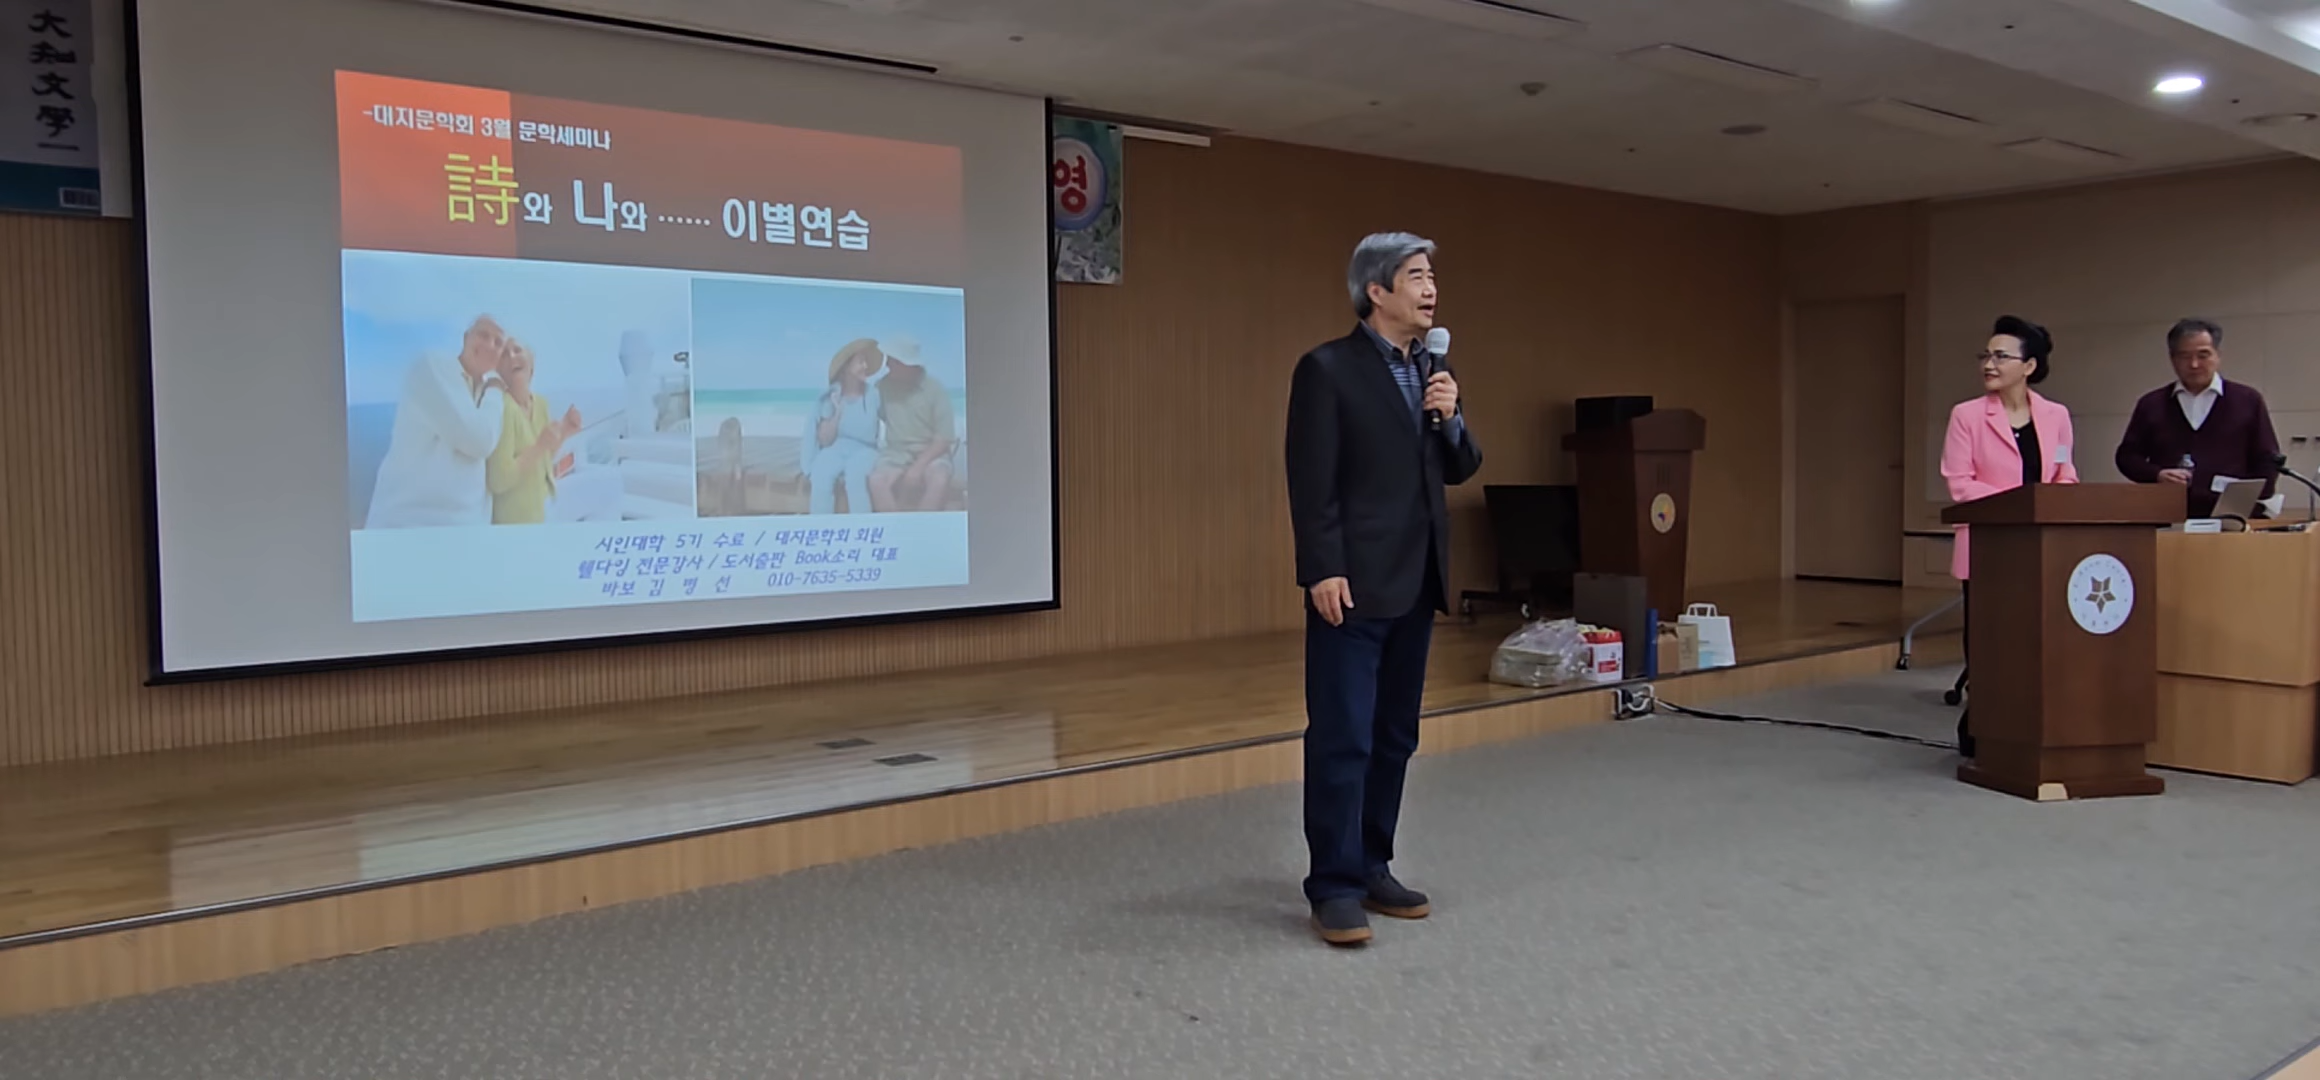 大知文學
-대지문학회 3월 문학세미나
詩와 나와 ······ 이별연습
영
시인대학 5기 수료 / 대지문학회 회원
웰다잉 전문강사 / 도서출판 Book소리 대표
바보 김 평 선 010-7635-5339